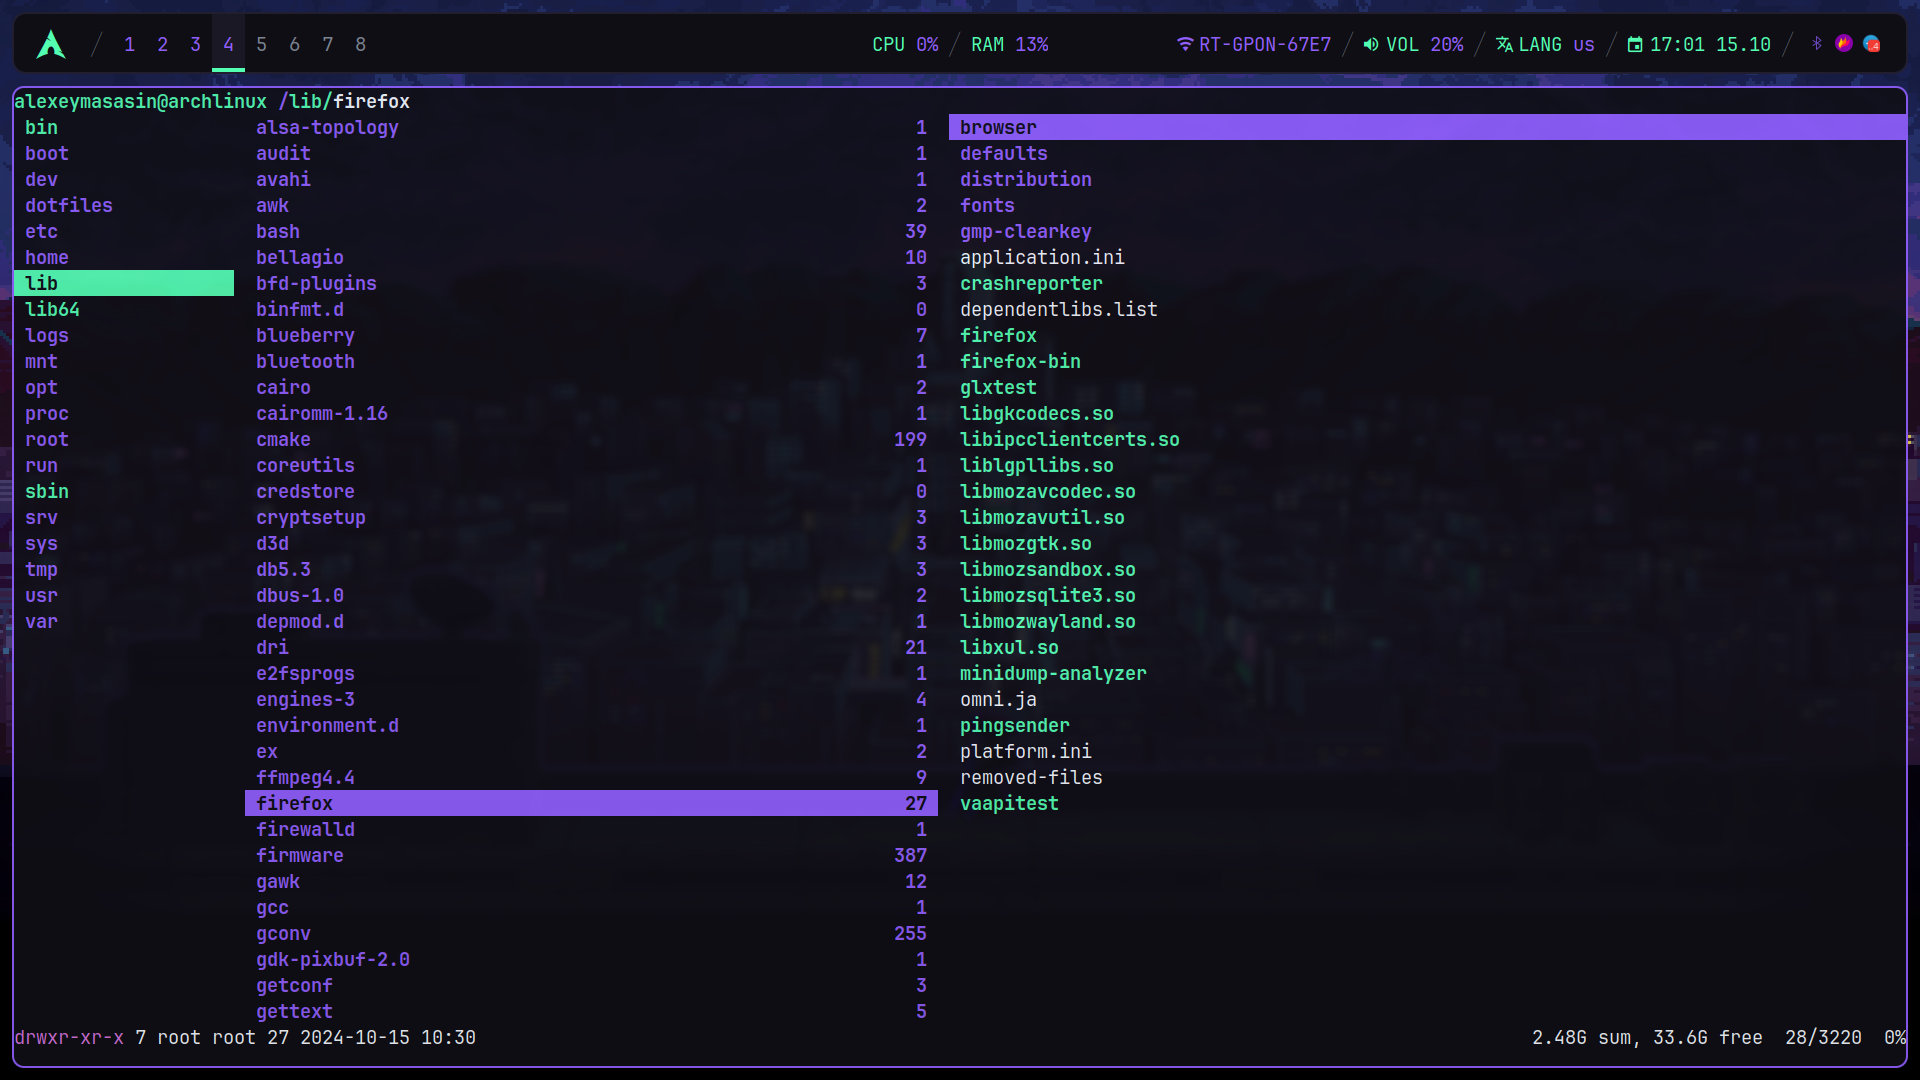 1 2 3 4 5 6 7 8 CPU 0% RAM 13% RT-GPON-67E7 VOL 20% LANG us 17:01 15.10
alexeymasasin@archlinux /lib/firefox
bin alsa-topology 1 browser
boot audit 1 defaults
dev avahi 1 distribution
dotfiles awk 2 fonts
etc bash 39 gmp-clearkey
home bellagio 10 application.ini
lib bfd-plugins 3 crashreporter
lib64 binfmt.d 0 dependentlibs.list
logs blueberry 7 firefox
mnt bluetooth 1 firefox-bin
opt cairo 2 glxtest
proc cairomm-1.16 1 libgkcodecs.so
root cmake 199 libipcclientcerts.so
run coreutils 1 liblgpllibs.so
sbin credstore 0 libmozavcodec.so
srv cryptsetup 3 libmozavutil.so
sys d3d 3 libmozgtk.so
tmp db5.3 3 libmozsandbox.so
usr dbus-1.0 2 libmozsqlite3.so
var depmod.d 1 libmozwayland.so
dri 21 libxul.so
e2fsprogs 1 minidump-analyzer
engines-3 4 omni.ja
environment.d 1 pingsender
ex 2 platform.ini
ffmpeg4.4 9 removed-files
firefox 27 vaapitest
firewalld 1
firmware 387
gawk 12
gcc 1
gconv 255
gdk-pixbuf-2.0 1
getconf 3
gettext 5
drwxr-xr-x 7 root root 27 2024-10-15 10:30 2.48G sum, 33.6G free 28/3220 0%